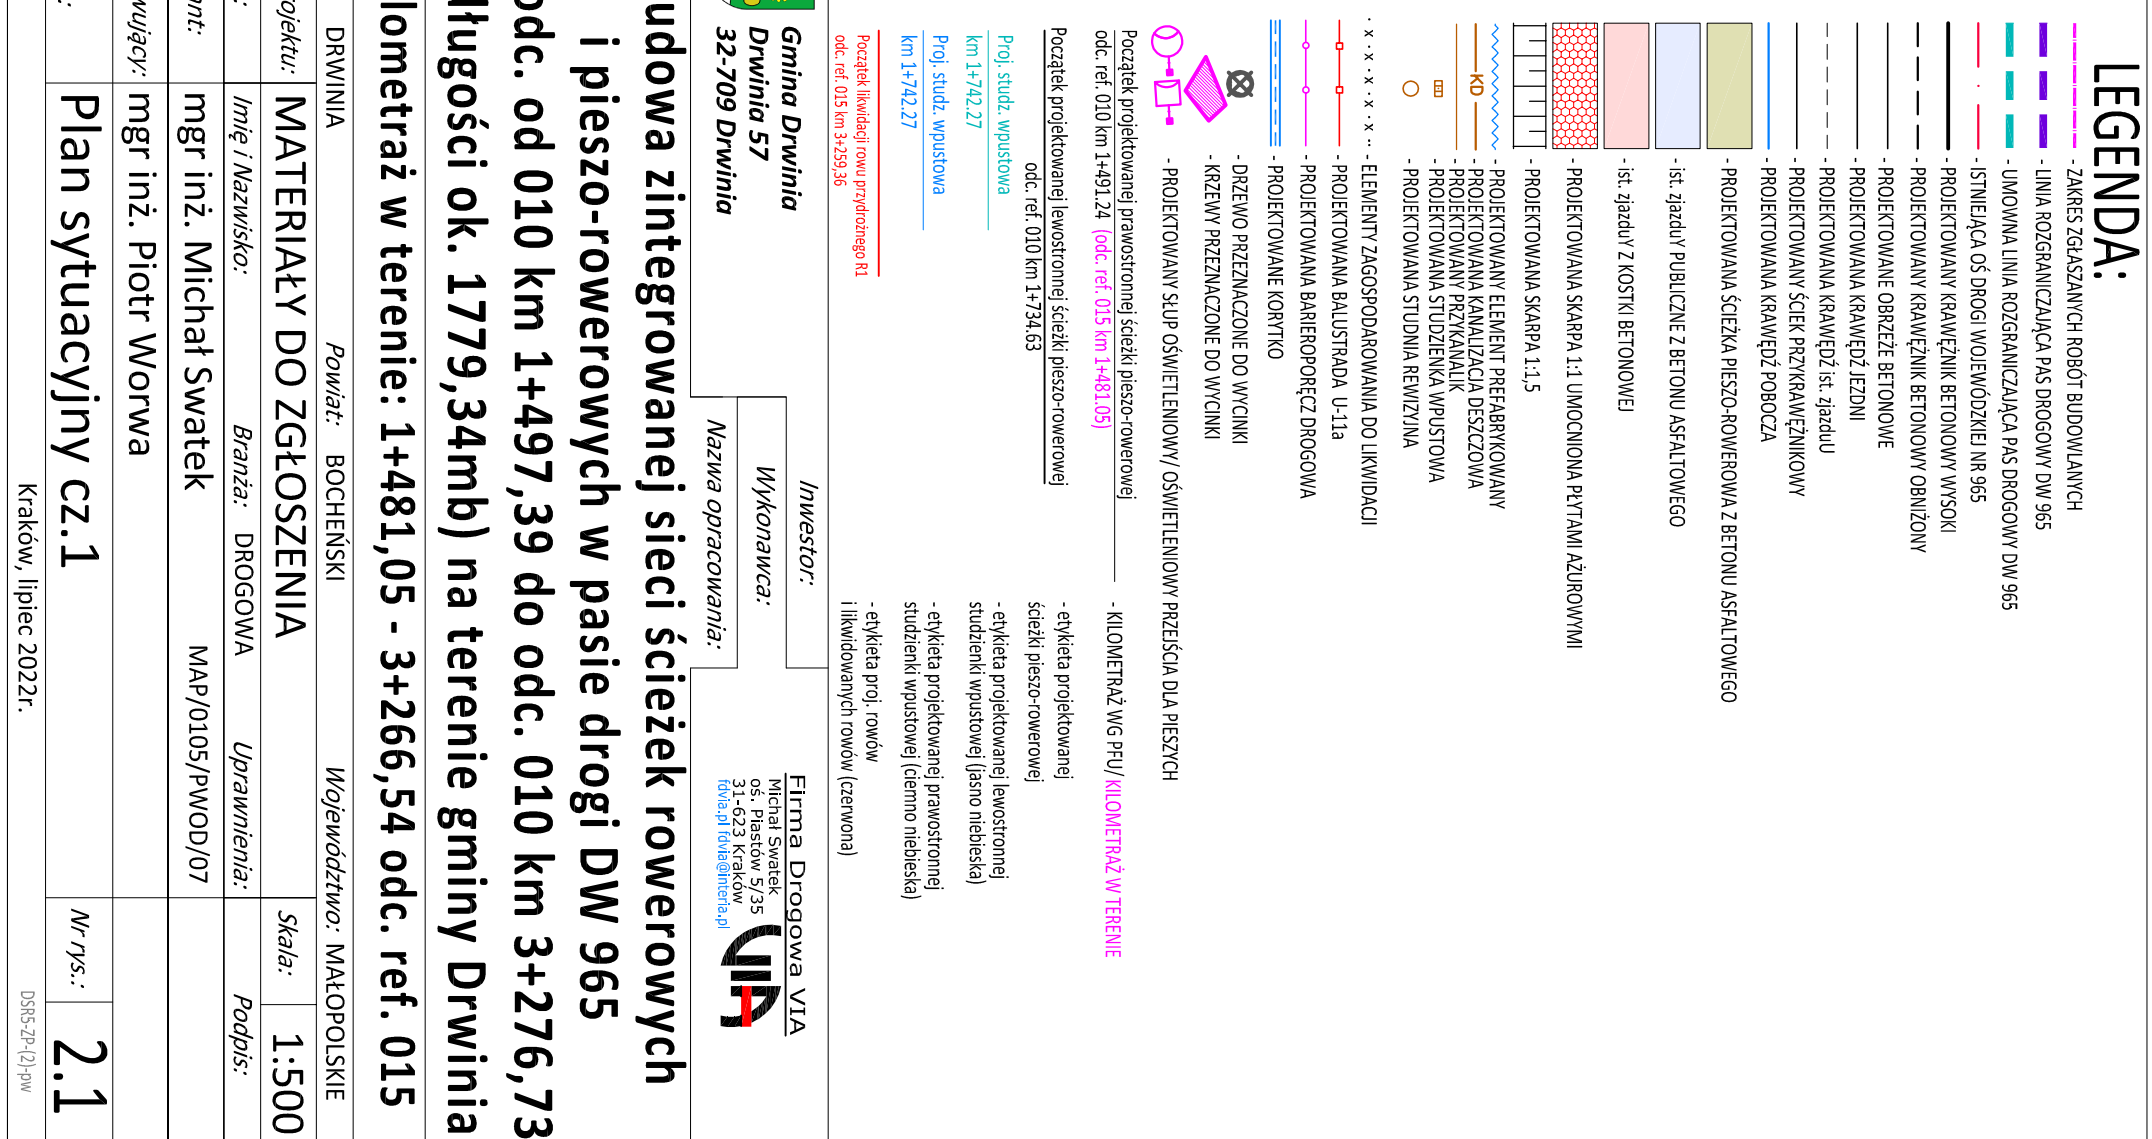 LEGENDA:
- ZAKRES ZGŁASZANYCH ROBÓT BUDOWLANYCH
- LINIA ROZGRANICZAJĄCA PAS DROGOWY DW 965
- UMOWNA LINIA ROZGRANICZAJĄCA PAS DROGOWY DW 965
- ISTNIEJĄCA OŚ DROGI WOJEWÓDZKIEJ NR 965
- PROJEKTOWANY KRAWĘŻNIK BETONOWY WYSOKI
- PROJEKTOWANY KRAWĘŻNIK BETONOWY OBNIŻONY
- PROJEKTOWANE OBRZEŻE BETONOWE
- PROJEKTOWANA KRAWĘDŹ JEZDNI
- PROJEKTOWANA KRAWĘDŹ ist. zjazduU
- PROJEKTOWANY ŚCIEK PRZYKRAWĘŻNIKOWY
- PROJEKTOWANA KRAWĘDŹ POBOCZA
- PROJEKTOWANA ŚCIEŻKA PIESZO-ROWEROWA Z BETONU ASFALTOWEGO
- ist. zjazduY PUBLICZNE Z BETONU ASFALTOWEGO
- ist. zjazduY Z KOSTKI BETONOWEJ
- PROJEKTOWANA SKARPA 1:1 UMOCNIONA PŁYTAMI AŻUROWYMI
- PROJEKTOWANA SKARPA 1:1,5
- PROJEKTOWANY ELEMENT PREFABRYKOWANY
KD - PROJEKTOWANA KANALIZACJA DESZCZOWA
- PROJEKTOWANY PRZYKANALIK
- PROJEKTOWANA STUDZIENKA WPUSTOWA
- PROJEKTOWANA STUDNIA REWIZYJNA
· x · x · x · x · x ·· - ELEMENTY ZAGOSPODAROWANIA DO LIKWIDACJI
- PROJEKTOWANA BALUSTRADA U-11a
- PROJEKTOWANA BARIEROPORĘCZ DROGOWA
- PROJEKTOWANE KORYTKO
- DRZEWO PRZEZNACZONE DO WYCINKI
- KRZEWY PRZEZNACZONE DO WYCINKI
- PROJEKTOWANY SŁUP OŚWIETLENIOWY/ OŚWIETLENIOWY PRZEJŚCIA DLA PIESZYCH
Początek projektowanej prawostronnej ścieżki pieszo-rowerowej
odc. ref. 010 km 1+491.24 (odc. ref. 015 km 1+481.05)
- KILOMETRAŻ WG PFU/ KILOMETRAŻ W TERENIE
Początek projektowanej lewostronnej ścieżki pieszo-rowerowej
odc. ref. 010 km 1+734.63
- etykieta projektowanej
ścieżki pieszo-rowerowej
Proj. studz. wpustowa
km 1+742.27
- etykieta projektowanej lewostronnej
studzienki wpustowej (jasno niebieska)
Proj. studz. wpustowa
km 1+742.27
- etykieta projektowanej prawostronnej
studzienki wpustowej (ciemno niebieska)
Początek likwidacji rowu przydrożnego R1
odc. ref. 015 km 3+259,36
- etykieta proj. rowów
i likwidowanych rowów (czerwona)
Gmina Drwinia
Drwinia 57
32-709 Drwinia
Inwestor:
Wykonawca:
Nazwa opracowania:
Firma Drogowa VIA
Michał Swatek
oś. Piastów 5/35
31-623 Kraków
fdvia.pl fdvia@interia.pl
VIA
udowa zintegrowanej sieci ścieżek rowerowych
i pieszo-rowerowych w pasie drogi DW 965
odc. od 010 km 1+497,39 do odc. 010 km 3+276,73
ługości ok. 1779,34mb) na terenie gminy Drwinia
lometraż w terenie: 1+481,05 - 3+266,54 odc. ref. 015
DRWINIA Powiat: BOCHEŃSKI Województwo: MAŁOPOLSKIE
ojektu: MATERIAŁY DO ZGŁOSZENIA Skala: 1:500
: Imię i Nazwisko: Branża: DROGOWA Uprawnienia: Podpis:
ant: mgr inż. Michał Swatek MAP/0105/PWOD/07
wujący: mgr inż. Piotr Worwa
: Plan sytuacyjny cz.1 Nr rys.: 2.1
Kraków, lipiec 2022r. DSR5-ZP-(2)-pw